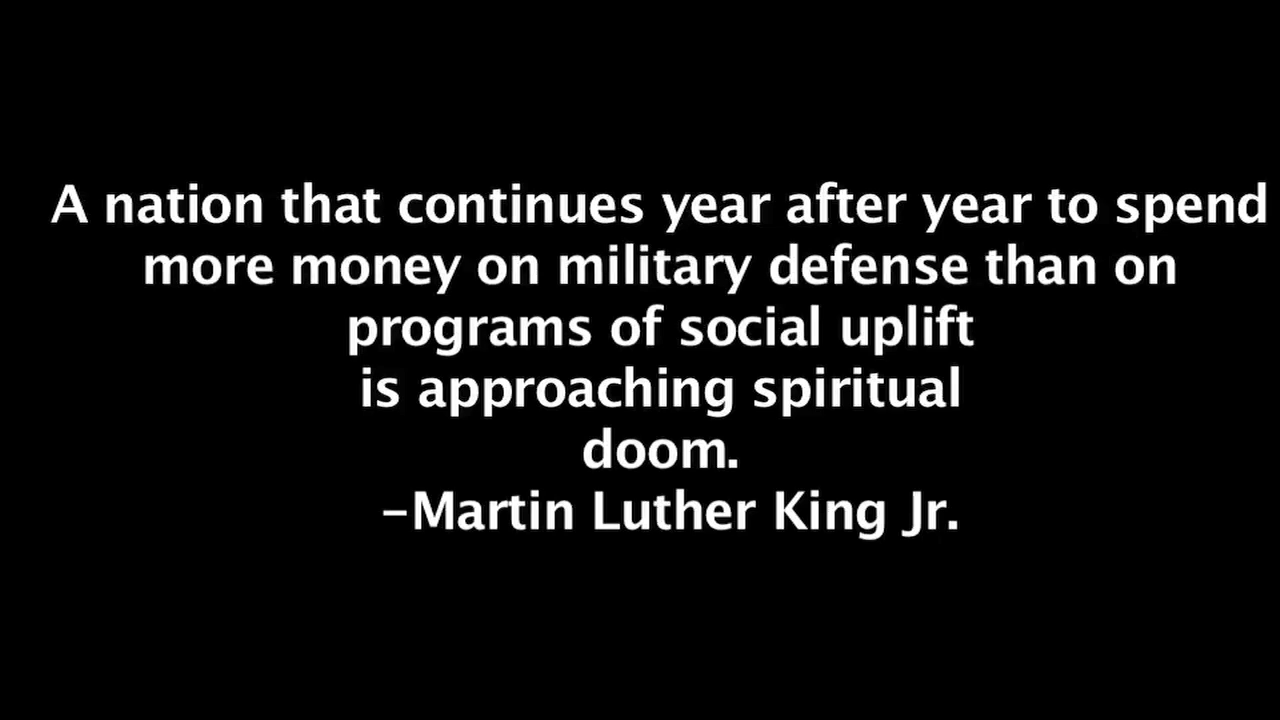 A nation that continues year after year to spend
more money on military defense than on
programs of social uplift
is approaching spiritual
doom.
–Martin Luther King Jr.